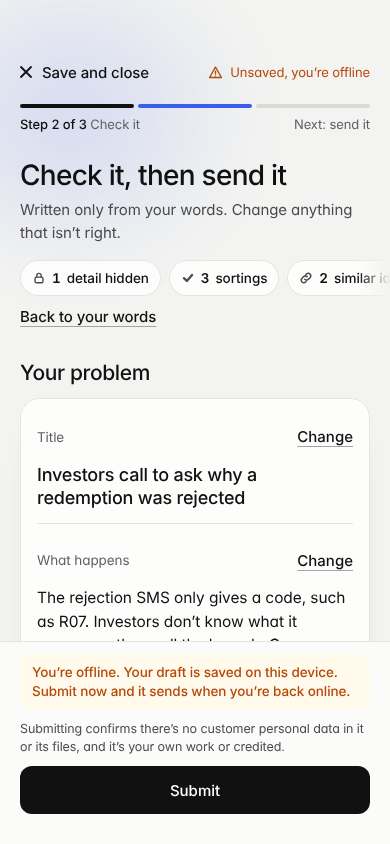 Save and close
Unsaved, you’re offline
Step 2 of 3 Check it
Next: send it
Check it, then send it
Written only from your words. Change anything
that isn’t right.
1 detail hidden
3 sortings
2 similar
Back to your words
Your problem
Title
Change
Investors call to ask why a
redemption was rejected
What happens
Change
The rejection SMS only gives a code, such
as R07. Investors don’t know what it
You’re offline. Your draft is saved on this device.
Submit now and it sends when you’re back online.
Submitting confirms there’s no customer personal data in it
or its files, and it’s your own work or credited.
Submit